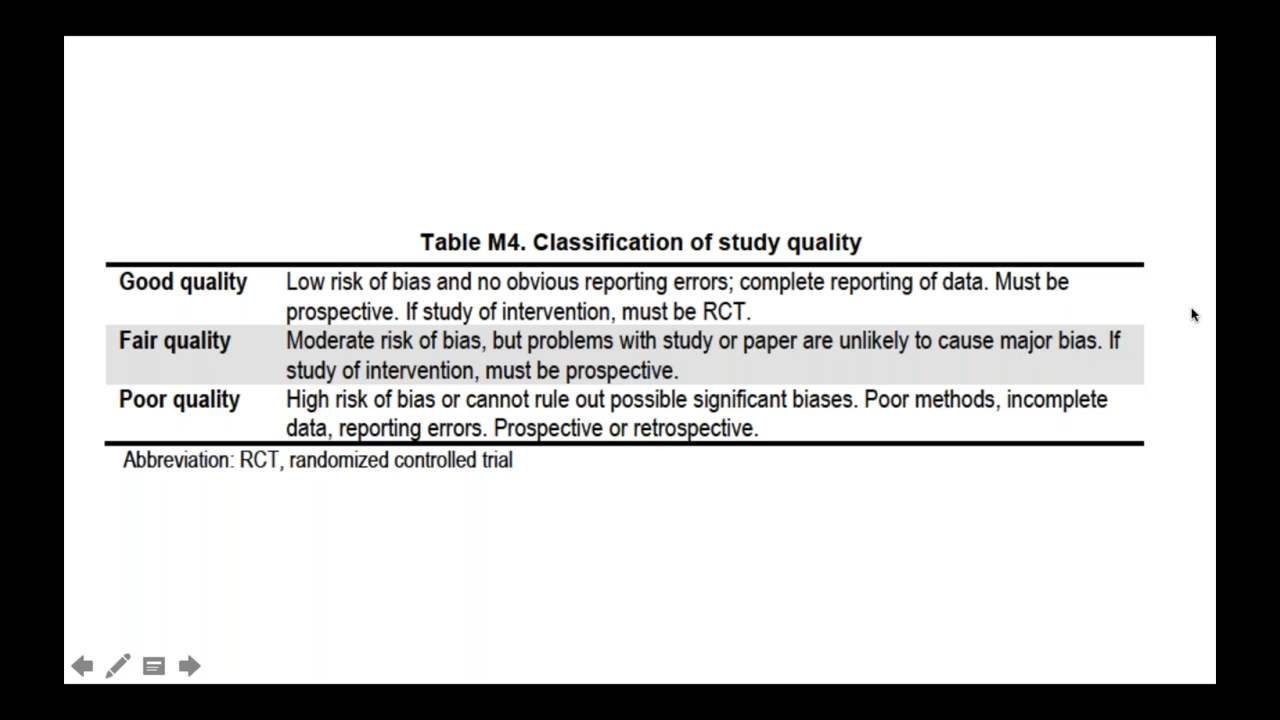 Table M4. Classification of study quality
Good quality Low risk of bias and no obvious reporting errors; complete reporting of data. Must be
prospective. If study of intervention, must be RCT.
Fair quality Moderate risk of bias, but problems with study or paper are unlikely to cause major bias. If
study of intervention, must be prospective.
Poor quality High risk of bias or cannot rule out possible significant biases. Poor methods, incomplete
data, reporting errors. Prospective or retrospective.
Abbreviation: RCT, randomized controlled trial